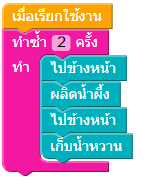 เมื่อเรียกใช้งาน
ทำซ้ำ 2 ครั้ง
ทำ ไปข้างหน้า
ผลิตน้ำผึ้ง
ไปข้างหน้า
เก็บน้ำหวาน